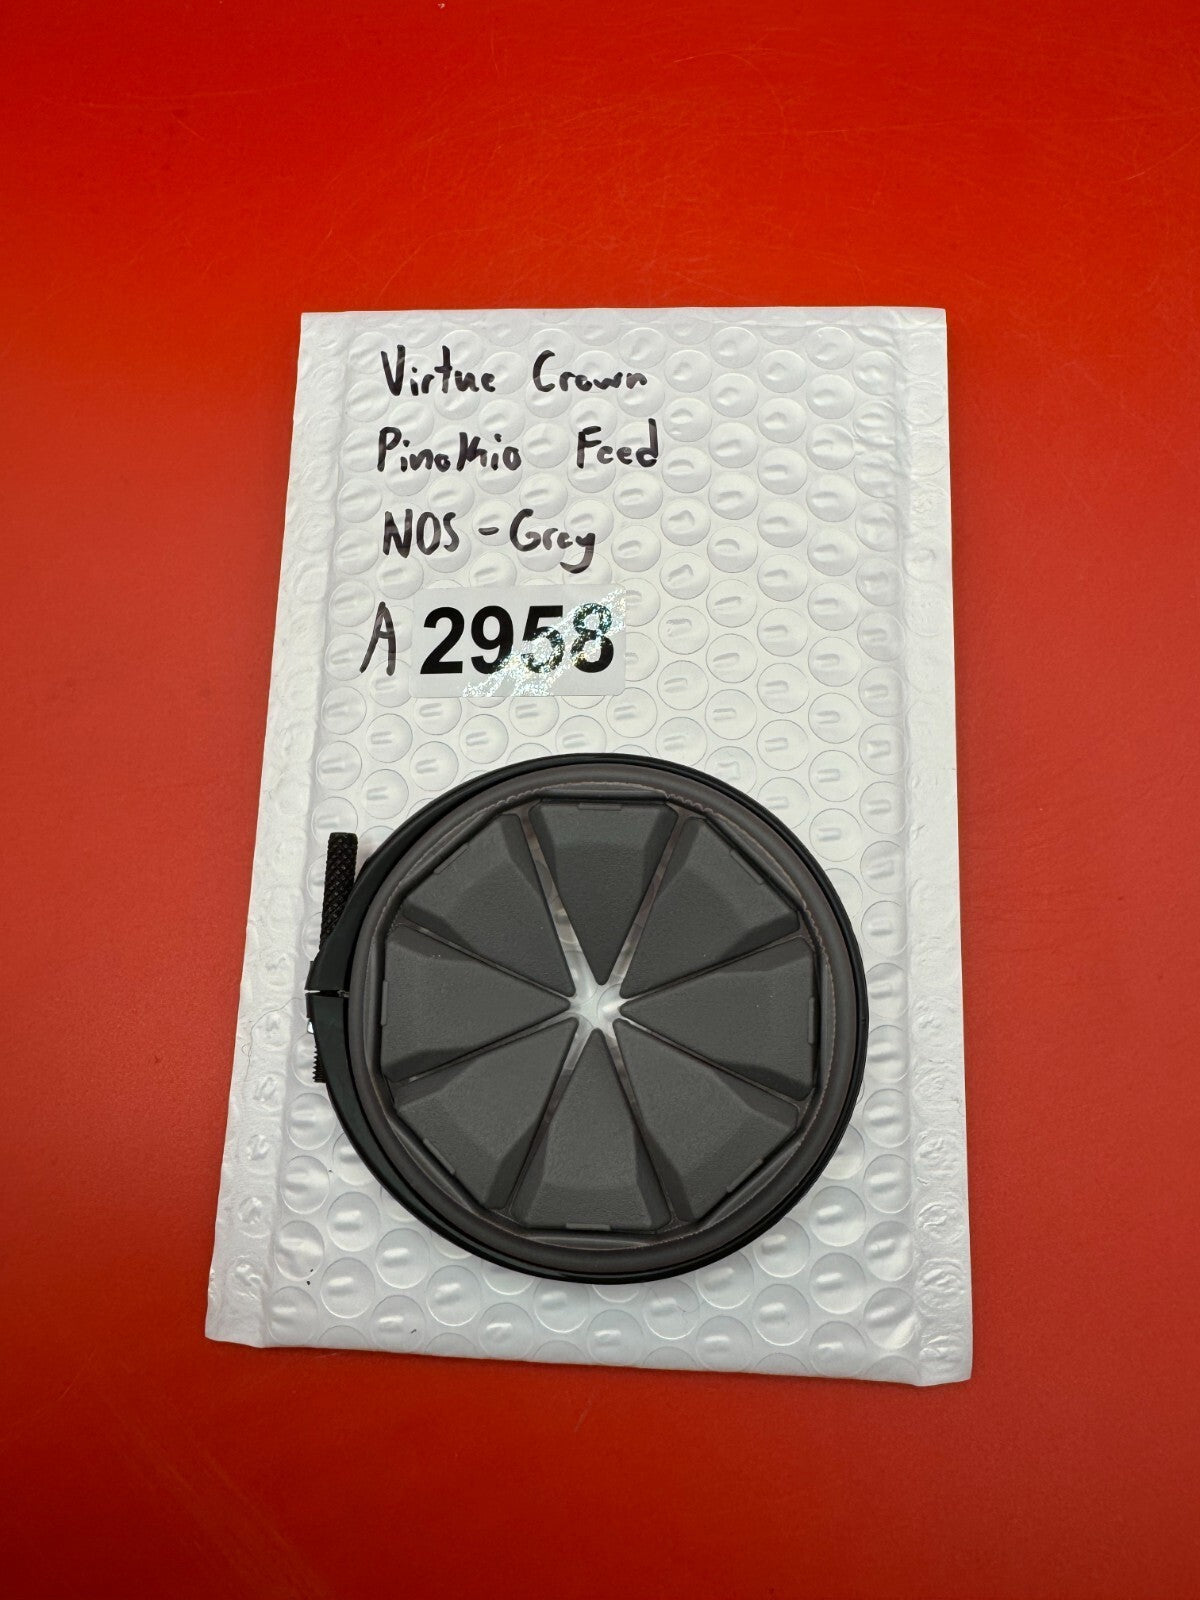 Virtue Crown
Pinokio Feed
NOS - Grey
A 2958